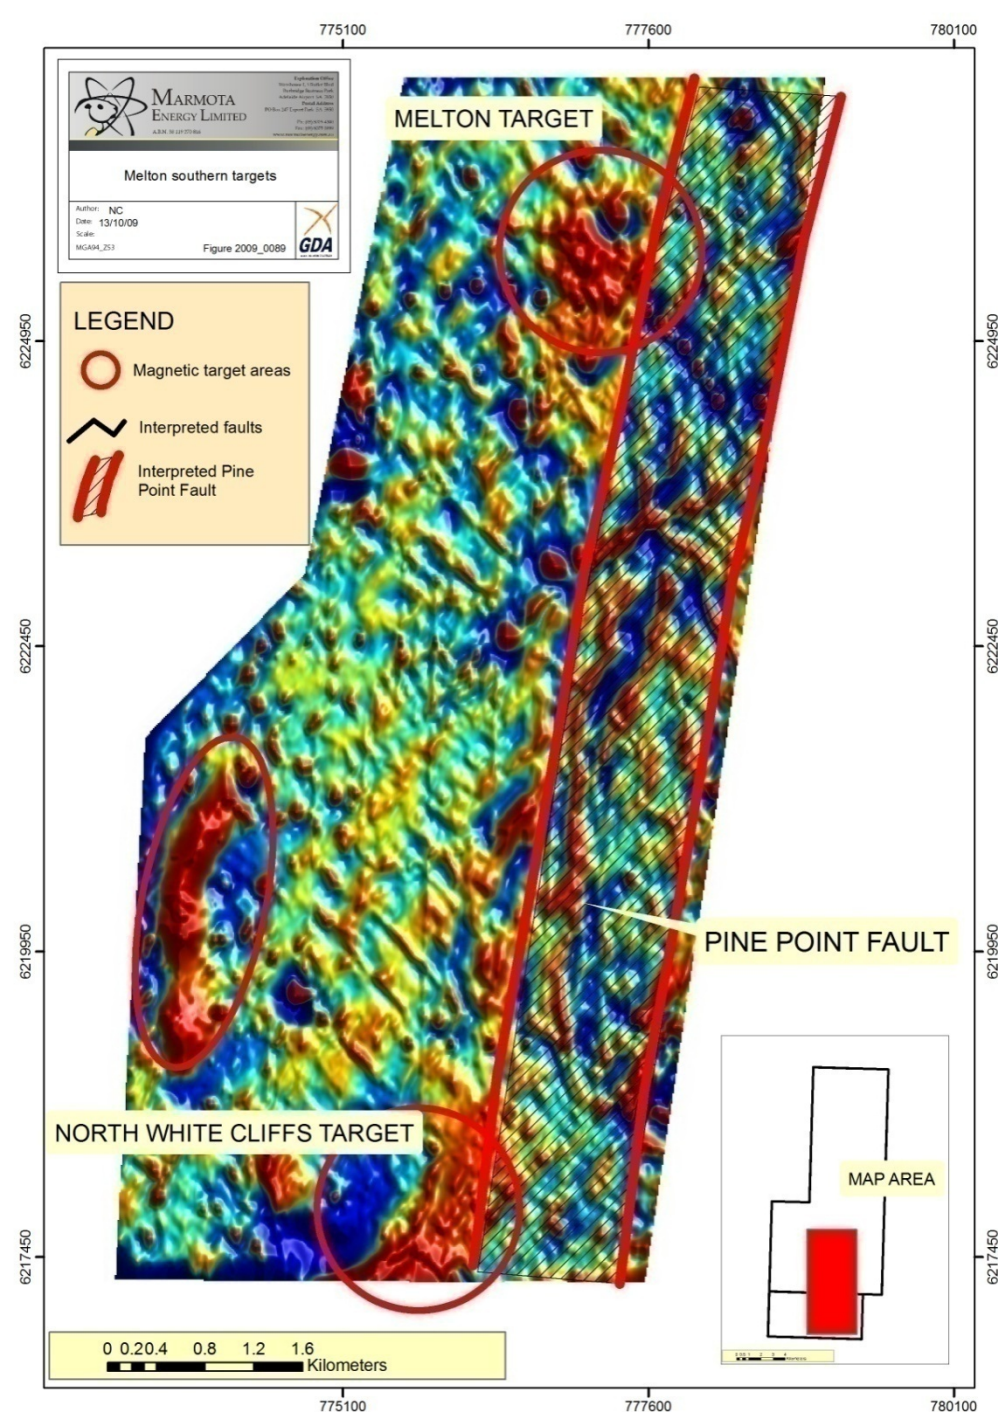 775100
777600
780100
MARMOTA
ENERGY LIMITED
Melton southern targets
Author: NC
Date: 13/10/09
Scale:
MGA94_Z53
Figure 2009_0089
GDA
LEGEND
Magnetic target areas
Interpreted faults
Interpreted Pine
Point Fault
MELTON TARGET
6224950
6224950
6222450
6222450
6219950
6219950
6217450
6217450
PINE POINT FAULT
NORTH WHITE CLIFFS TARGET
MAP AREA
0 0.20.4 0.8 1.2 1.6
Kilometers
775100
777600
780100